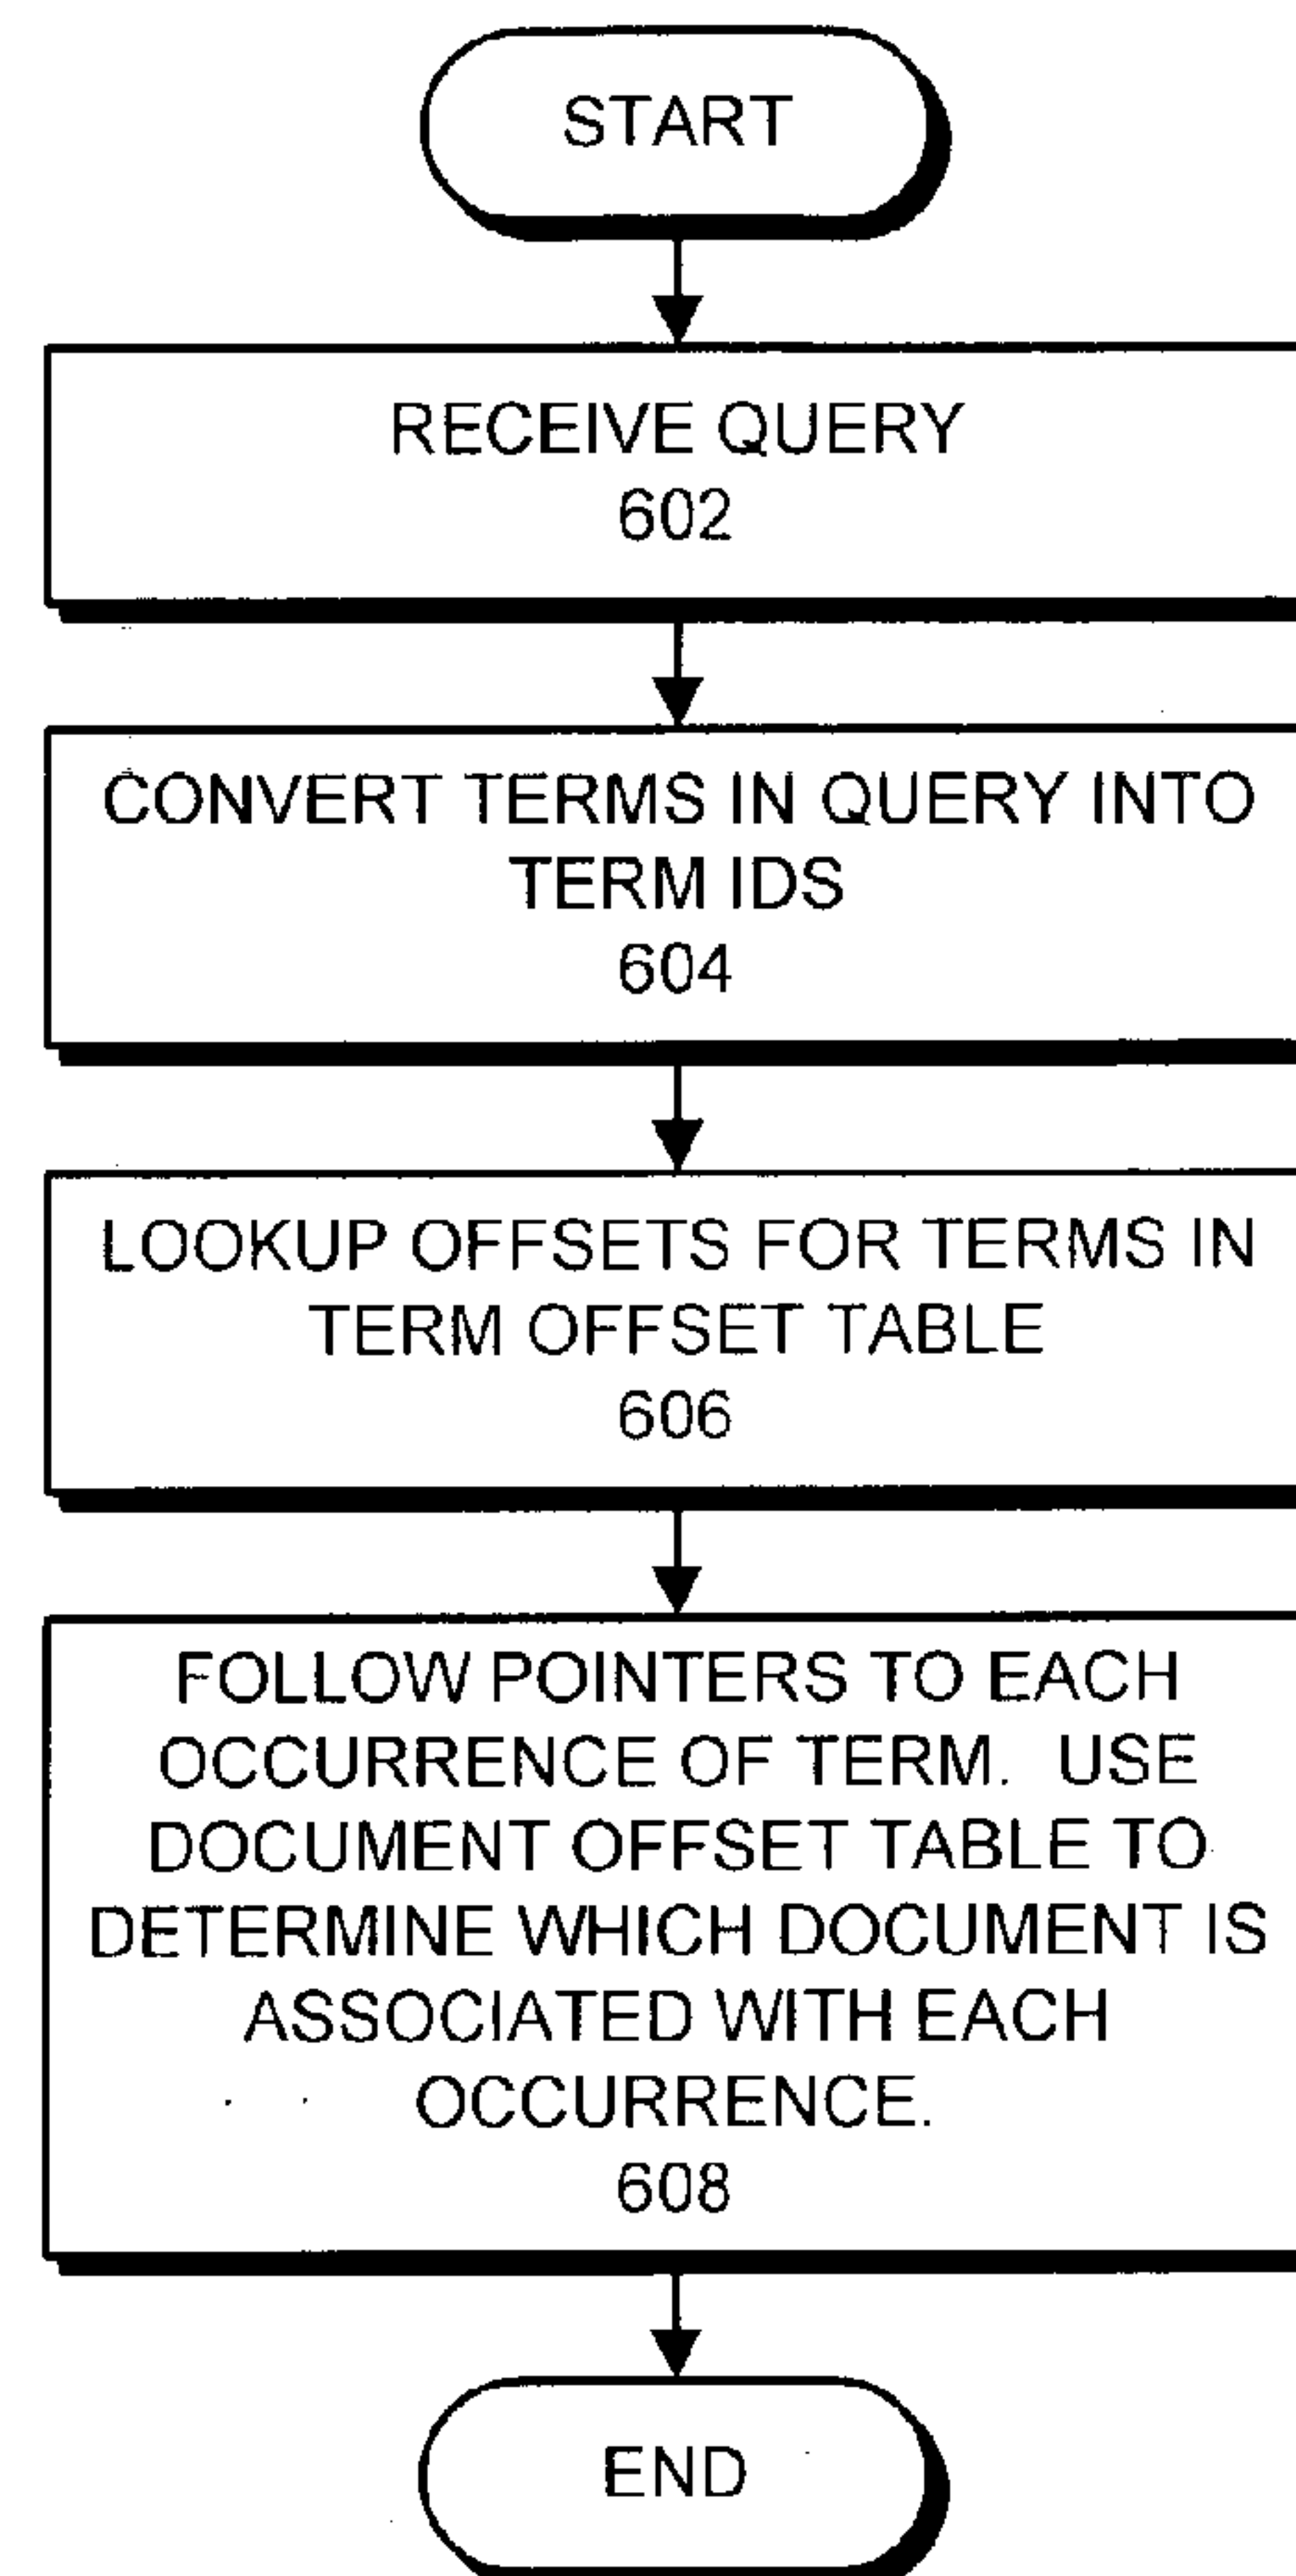 START
RECEIVE QUERY
602
CONVERT TERMS IN QUERY INTO
TERM IDS
604
LOOKUP OFFSETS FOR TERMS IN
TERM OFFSET TABLE
606
FOLLOW POINTERS TO EACH
OCCURRENCE OF TERM. USE
DOCUMENT OFFSET TABLE TO
DETERMINE WHICH DOCUMENT IS
ASSOCIATED WITH EACH
OCCURRENCE.
608
END